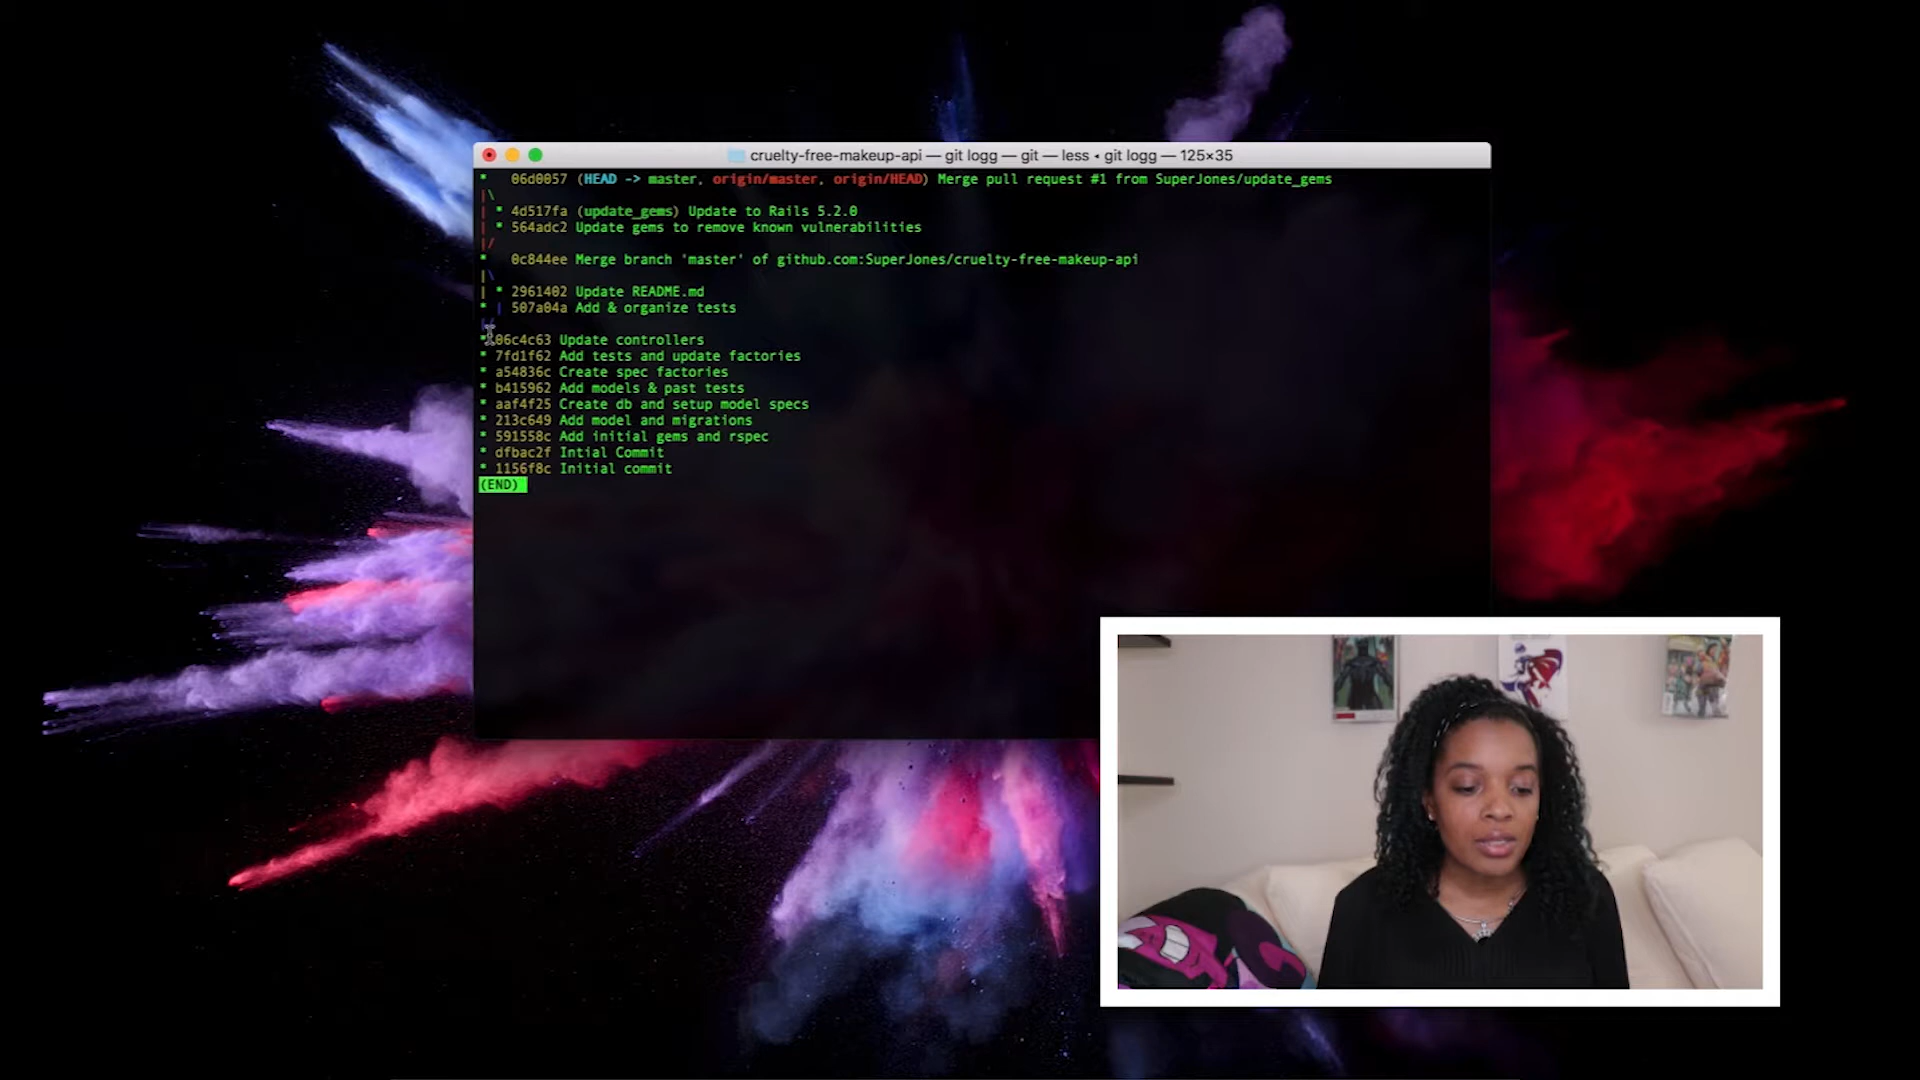 cruelty-free-makeup-api — git logg — git — less ◂ git logg — 125×35
* 06d0057 (HEAD -> master, origin/master, origin/HEAD) Merge pull request #1 from SuperJones/update_gems
|\
| * 4d517fa (update_gems) Update to Rails 5.2.0
| * 564adc2 Update gems to remove known vulnerabilities
|/
* 0c844ee Merge branch 'master' of github.com:SuperJones/cruelty-free-makeup-api
|\
| * 2961402 Update README.md
* | 507a04a Add & organize tests
|/
* 06c4c63 Update controllers
* 7fd1f62 Add tests and update factories
* a54836c Create spec factories
* b415962 Add models & past tests
* aaf4f25 Create db and setup model specs
* 213c649 Add model and migrations
* 591558c Add initial gems and rspec
* dfbac2f Intial Commit
* 1156f8c Initial commit
(END)